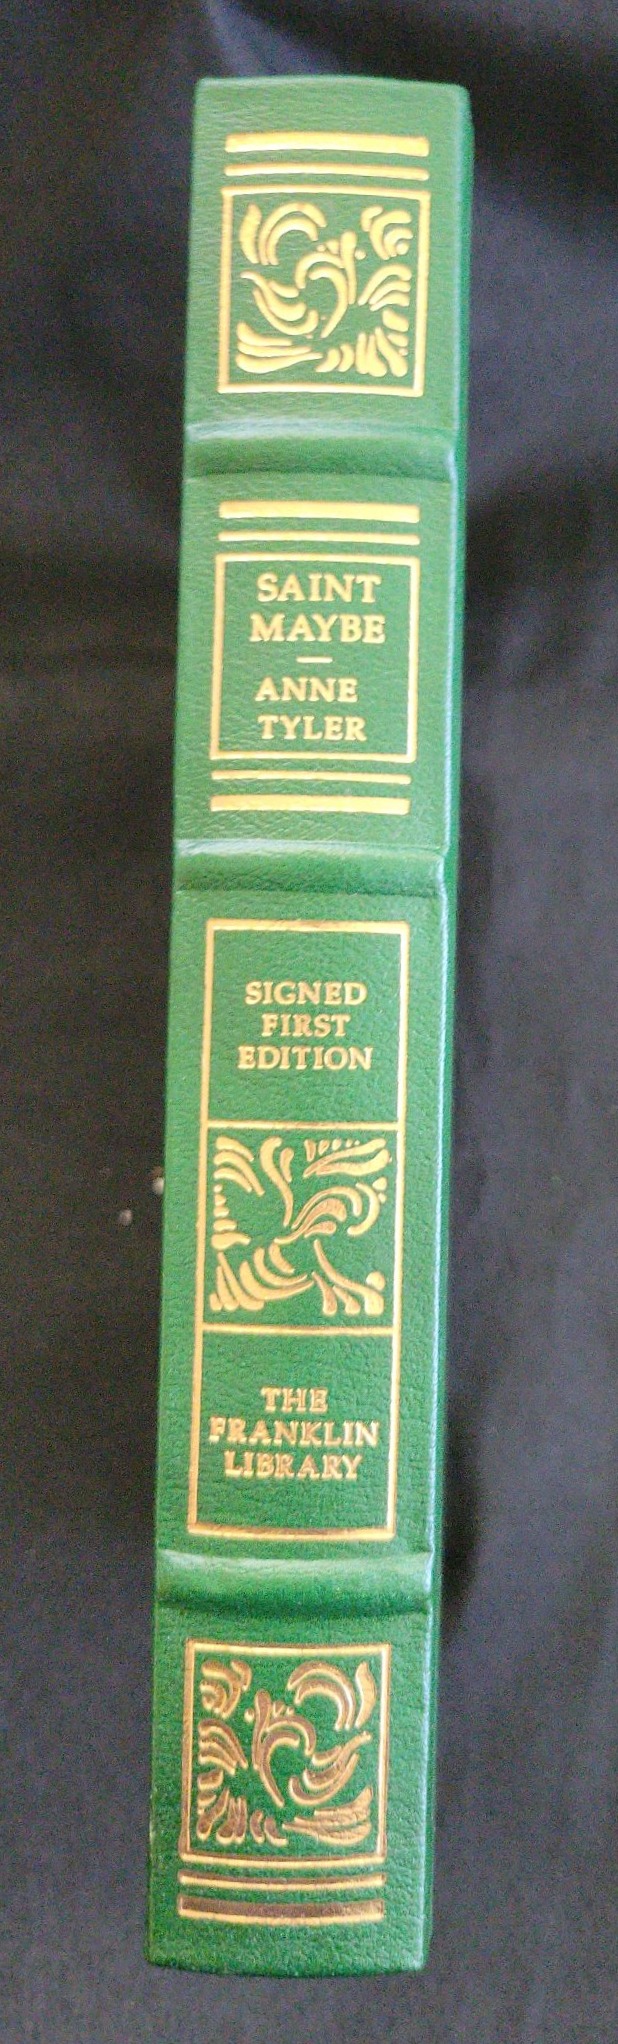 SAINT
MAYBE
—
ANNE
TYLER
SIGNED
FIRST
EDITION
THE
FRANKLIN
LIBRARY